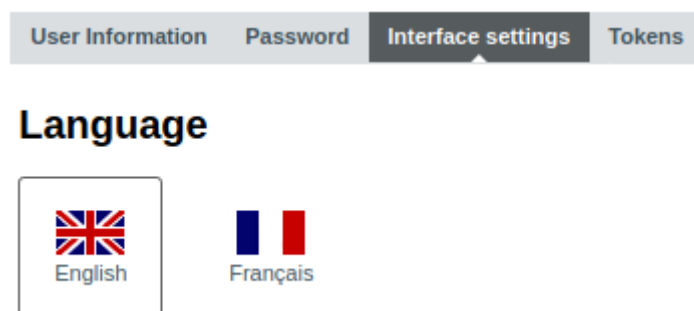 User Information Password Interface settings Tokens
Language
English Français